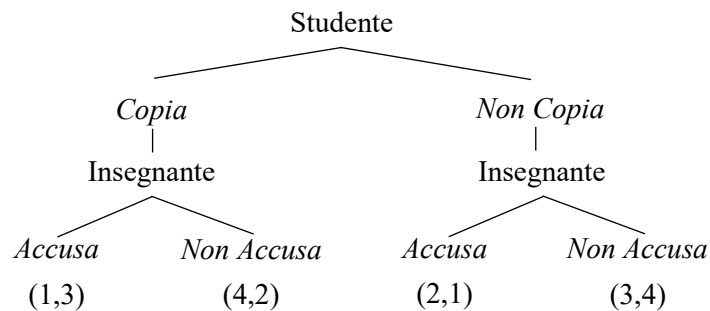 Studente
Copia Non Copia
Insegnante Insegnante
Accusa Non Accusa Accusa Non Accusa
(1,3) (4,2) (2,1) (3,4)